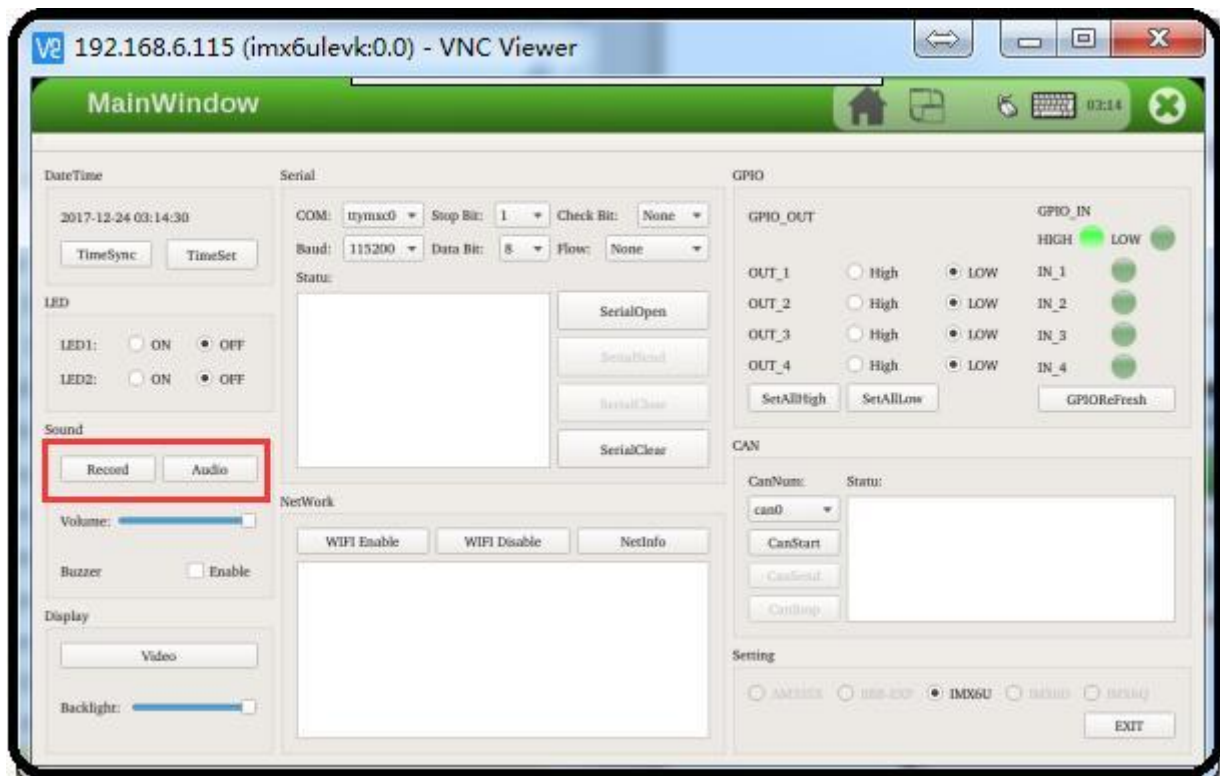 192.168.6.115 (imx6ulevk:0.0) - VNC Viewer
MainWindow
03:14
DateTime
2017-12-24 03:14:30
TimeSync TimeSet
LED
LED1: ON OFF
LED2: ON OFF
Sound
Record Audio
Volume:
Buzzer Enable
Display
Video
Backlight:
Serial
COM: ttymxc0 Stop Bit: 1 Check Bit: None
Baud: 115200 Data Bit: 8 Flow: None
Statu:
SerialOpen
SerialSend
SerialClose
SerialClear
NetWork
WIFI Enable WIFI Disable NetInfo
GPIO
GPIO_OUT GPIO_IN
HIGH LOW
OUT_1 High LOW IN_1
OUT_2 High LOW IN_2
OUT_3 High LOW IN_3
OUT_4 High LOW IN_4
SetAllHigh SetAllLow GPIOReFresh
CAN
CanNum: Statu:
can0
CanStart
CanSend
Setting
IMX6U
EXIT